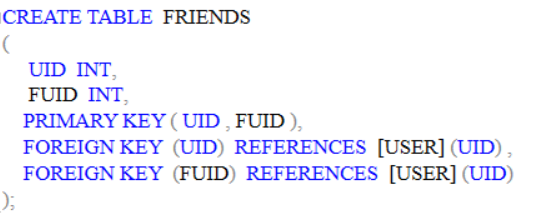 CREATE TABLE FRIENDS
(
UID INT,
FUID INT,
PRIMARY KEY ( UID , FUID ),
FOREIGN KEY (UID) REFERENCES [USER] (UID) ,
FOREIGN KEY (FUID) REFERENCES [USER] (UID)
);